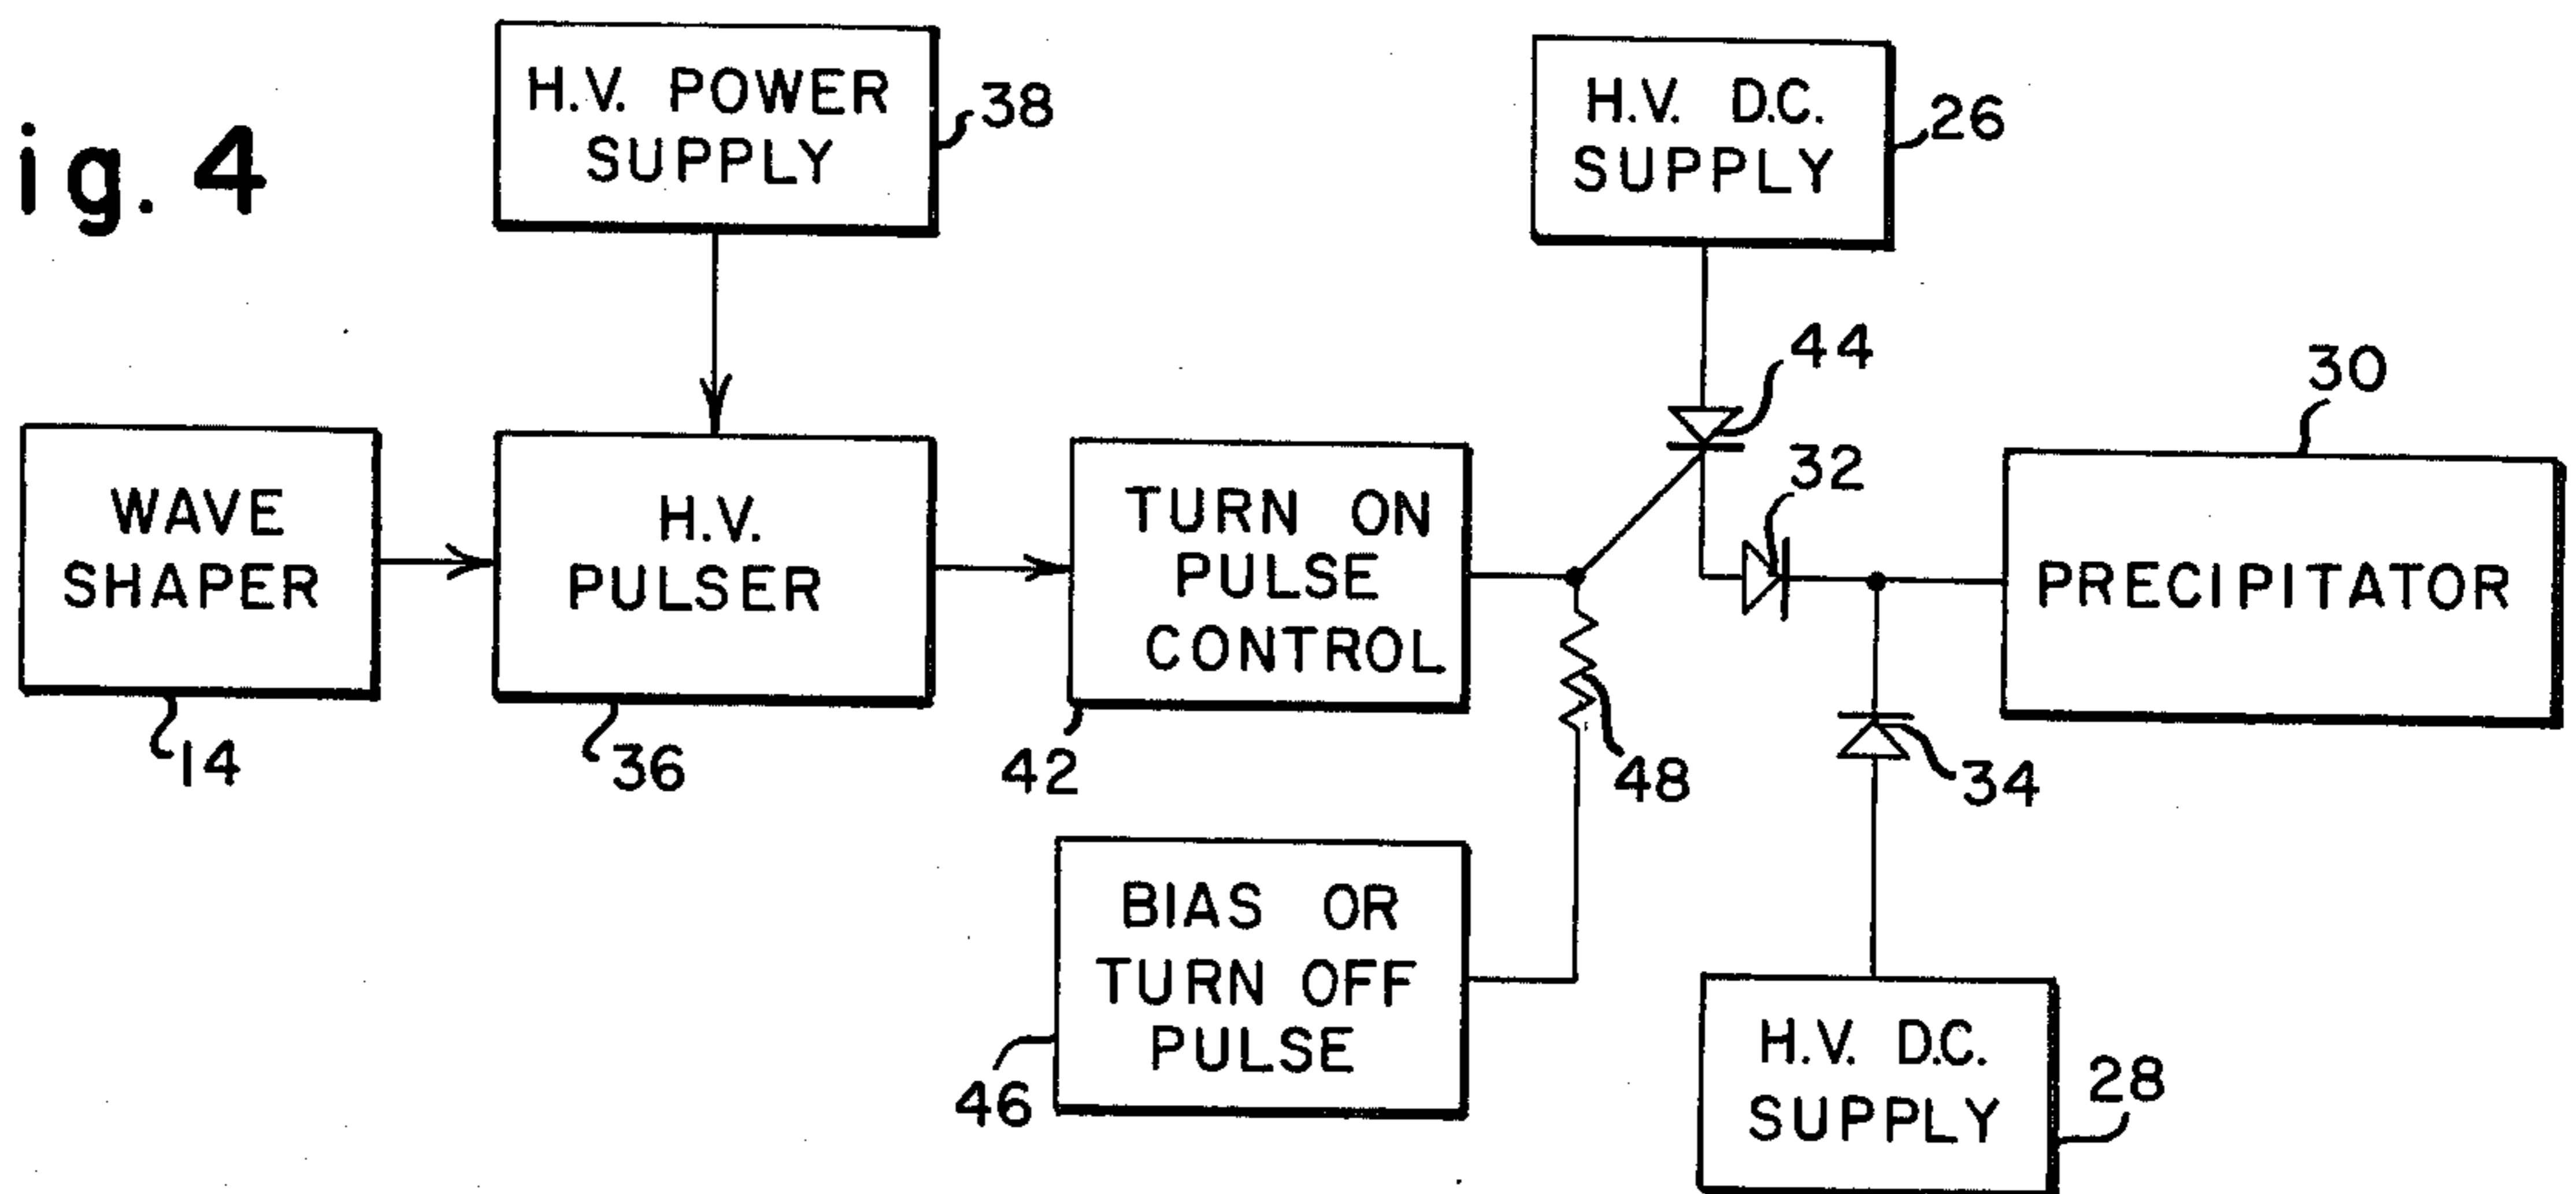 ig. 4
H.V. POWER
SUPPLY
38
H.V. D.C.
SUPPLY
26
44
32
30
WAVE
SHAPER
14
H.V.
PULSER
36
TURN ON
PULSE
CONTROL
42
48
PRECIPITATOR
34
BIAS OR
TURN OFF
PULSE
46
H.V. D.C.
SUPPLY
28